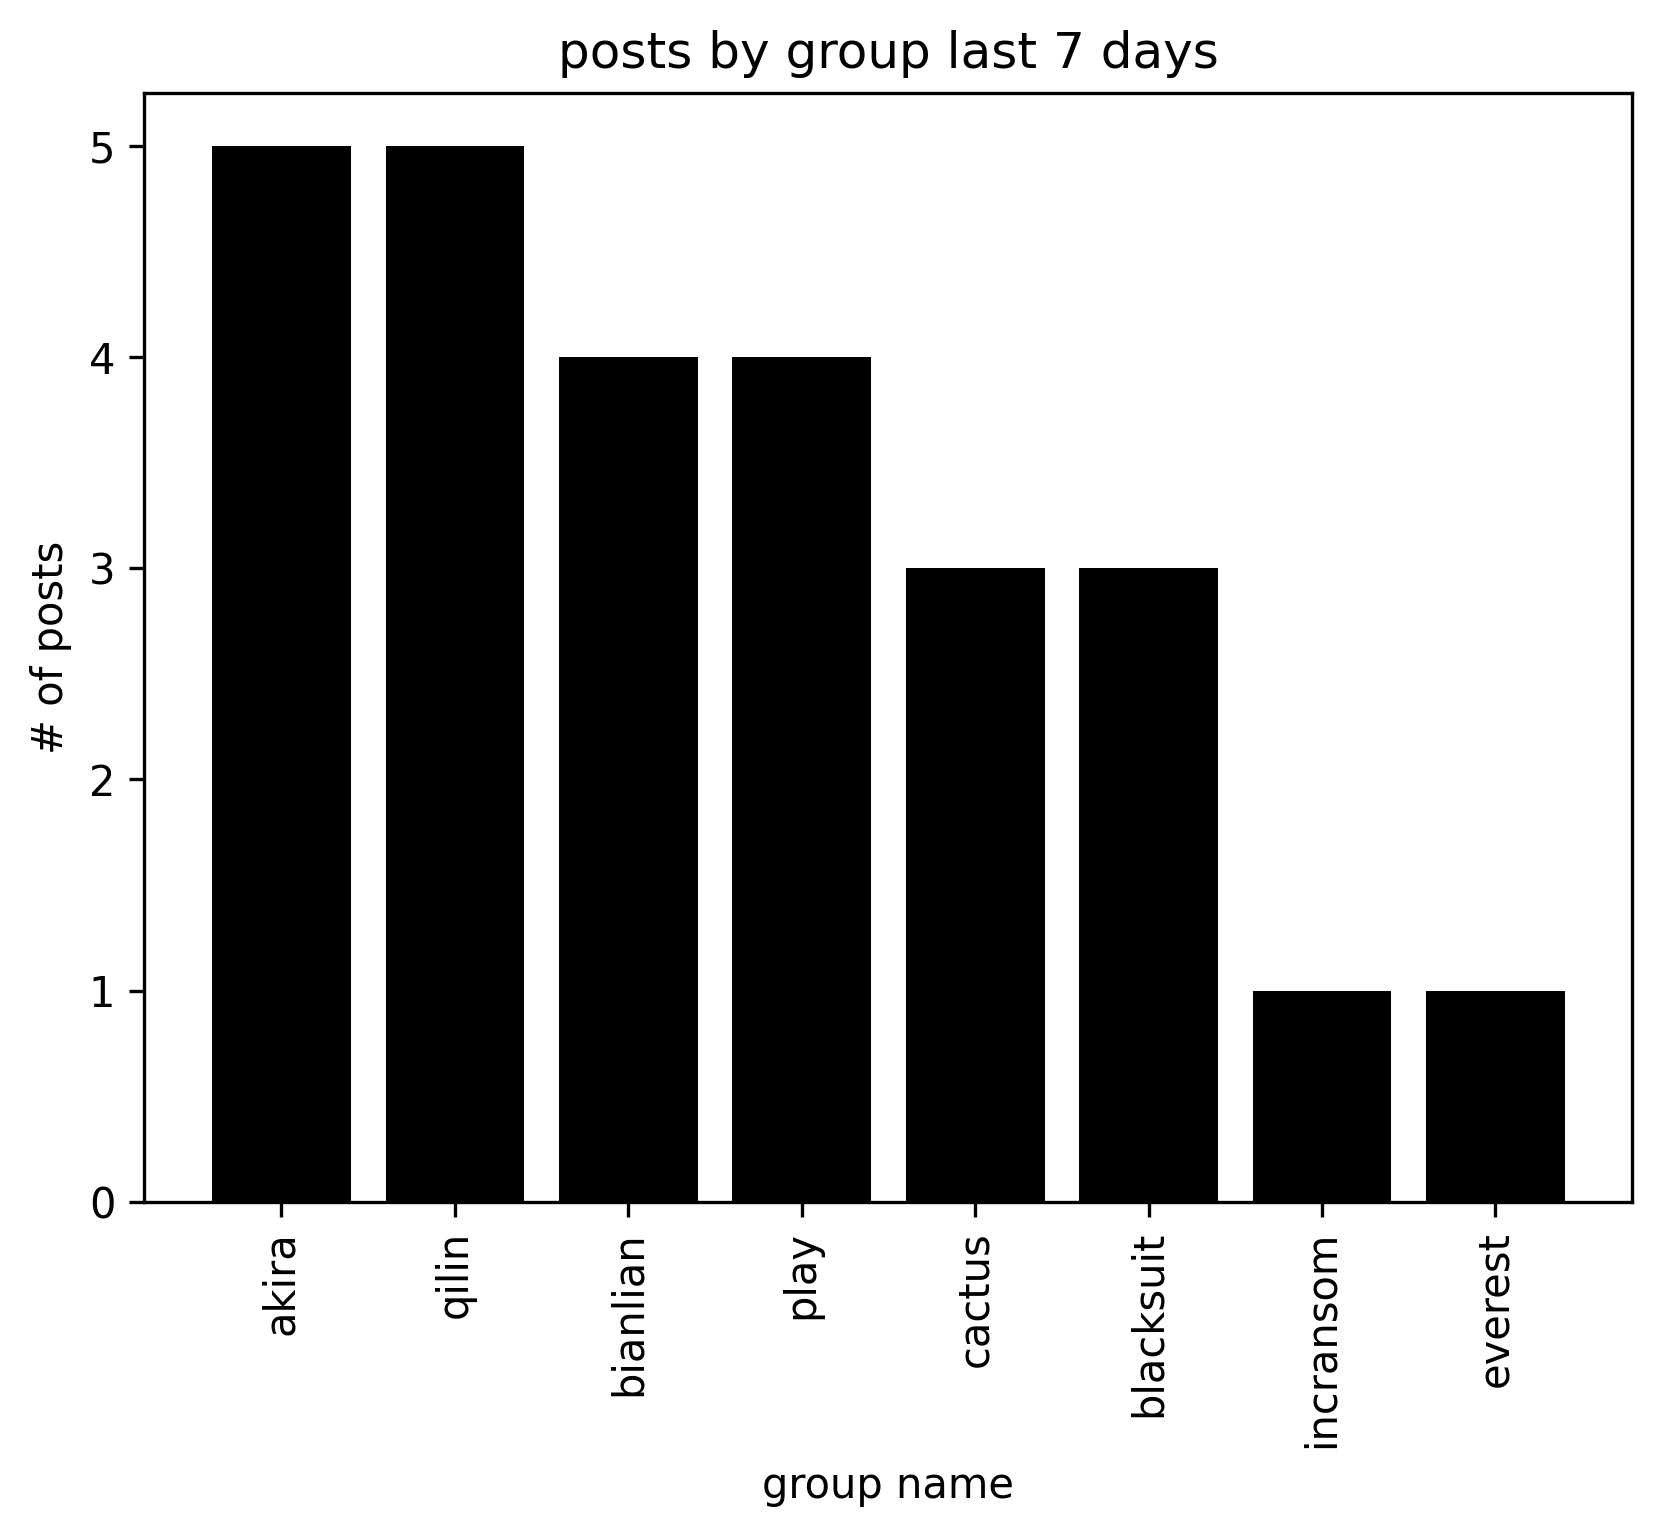 posts by group last 7 days
# of posts
5
4
3
2
1
0
akira
qilin
bianlian
play
cactus
blacksuit
incransom
everest
group name